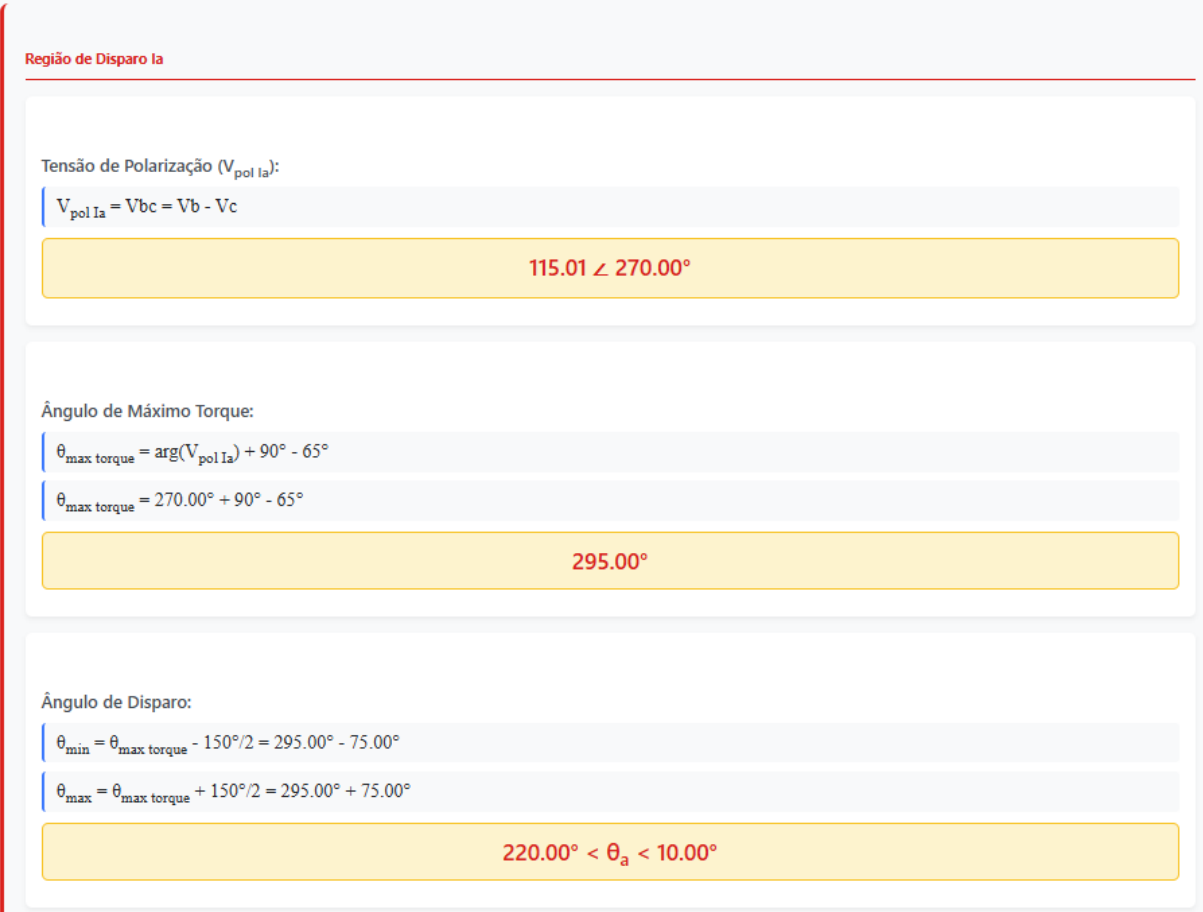 Região de Disparo Ia
Tensão de Polarização (Vpol Ia):
Vpol Ia = Vbc = Vb - Vc
115.01 ∠ 270.00°
Ângulo de Máximo Torque:
θmax torque = arg(Vpol Ia) + 90° - 65°
θmax torque = 270.00° + 90° - 65°
295.00°
Ângulo de Disparo:
θmin = θmax torque - 150°/2 = 295.00° - 75.00°
θmax = θmax torque + 150°/2 = 295.00° + 75.00°
220.00° < θa < 10.00°